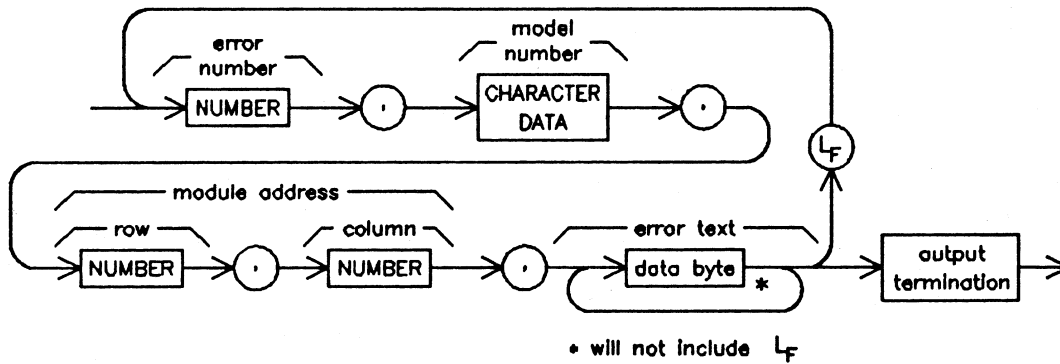 error number
NUMBER
,
model number
CHARACTER DATA
,
LF
module address
row
NUMBER
,
column
NUMBER
,
error text
data byte
*
output termination
* will not include LF